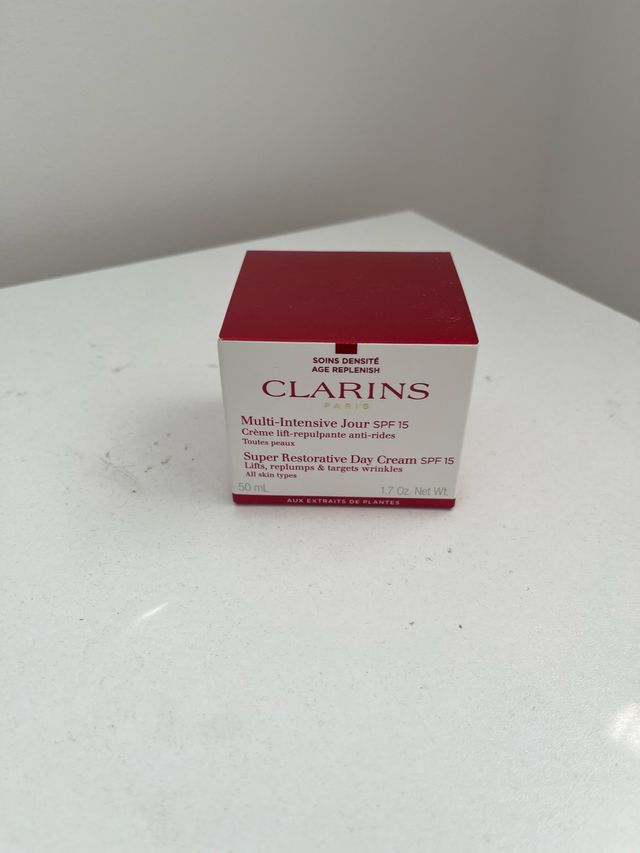 SOINS DENSITÉ
AGE REPLENISH
CLARINS
PARIS
Multi-Intensive Jour SPF 15
Crème lift-repulpante anti-rides
Toutes peaux
Super Restorative Day Cream SPF 15
Lifts, replumps & targets wrinkles
All skin types
50 mL 1.7 Oz. Net Wt.
AUX EXTRAITS DE PLANTES